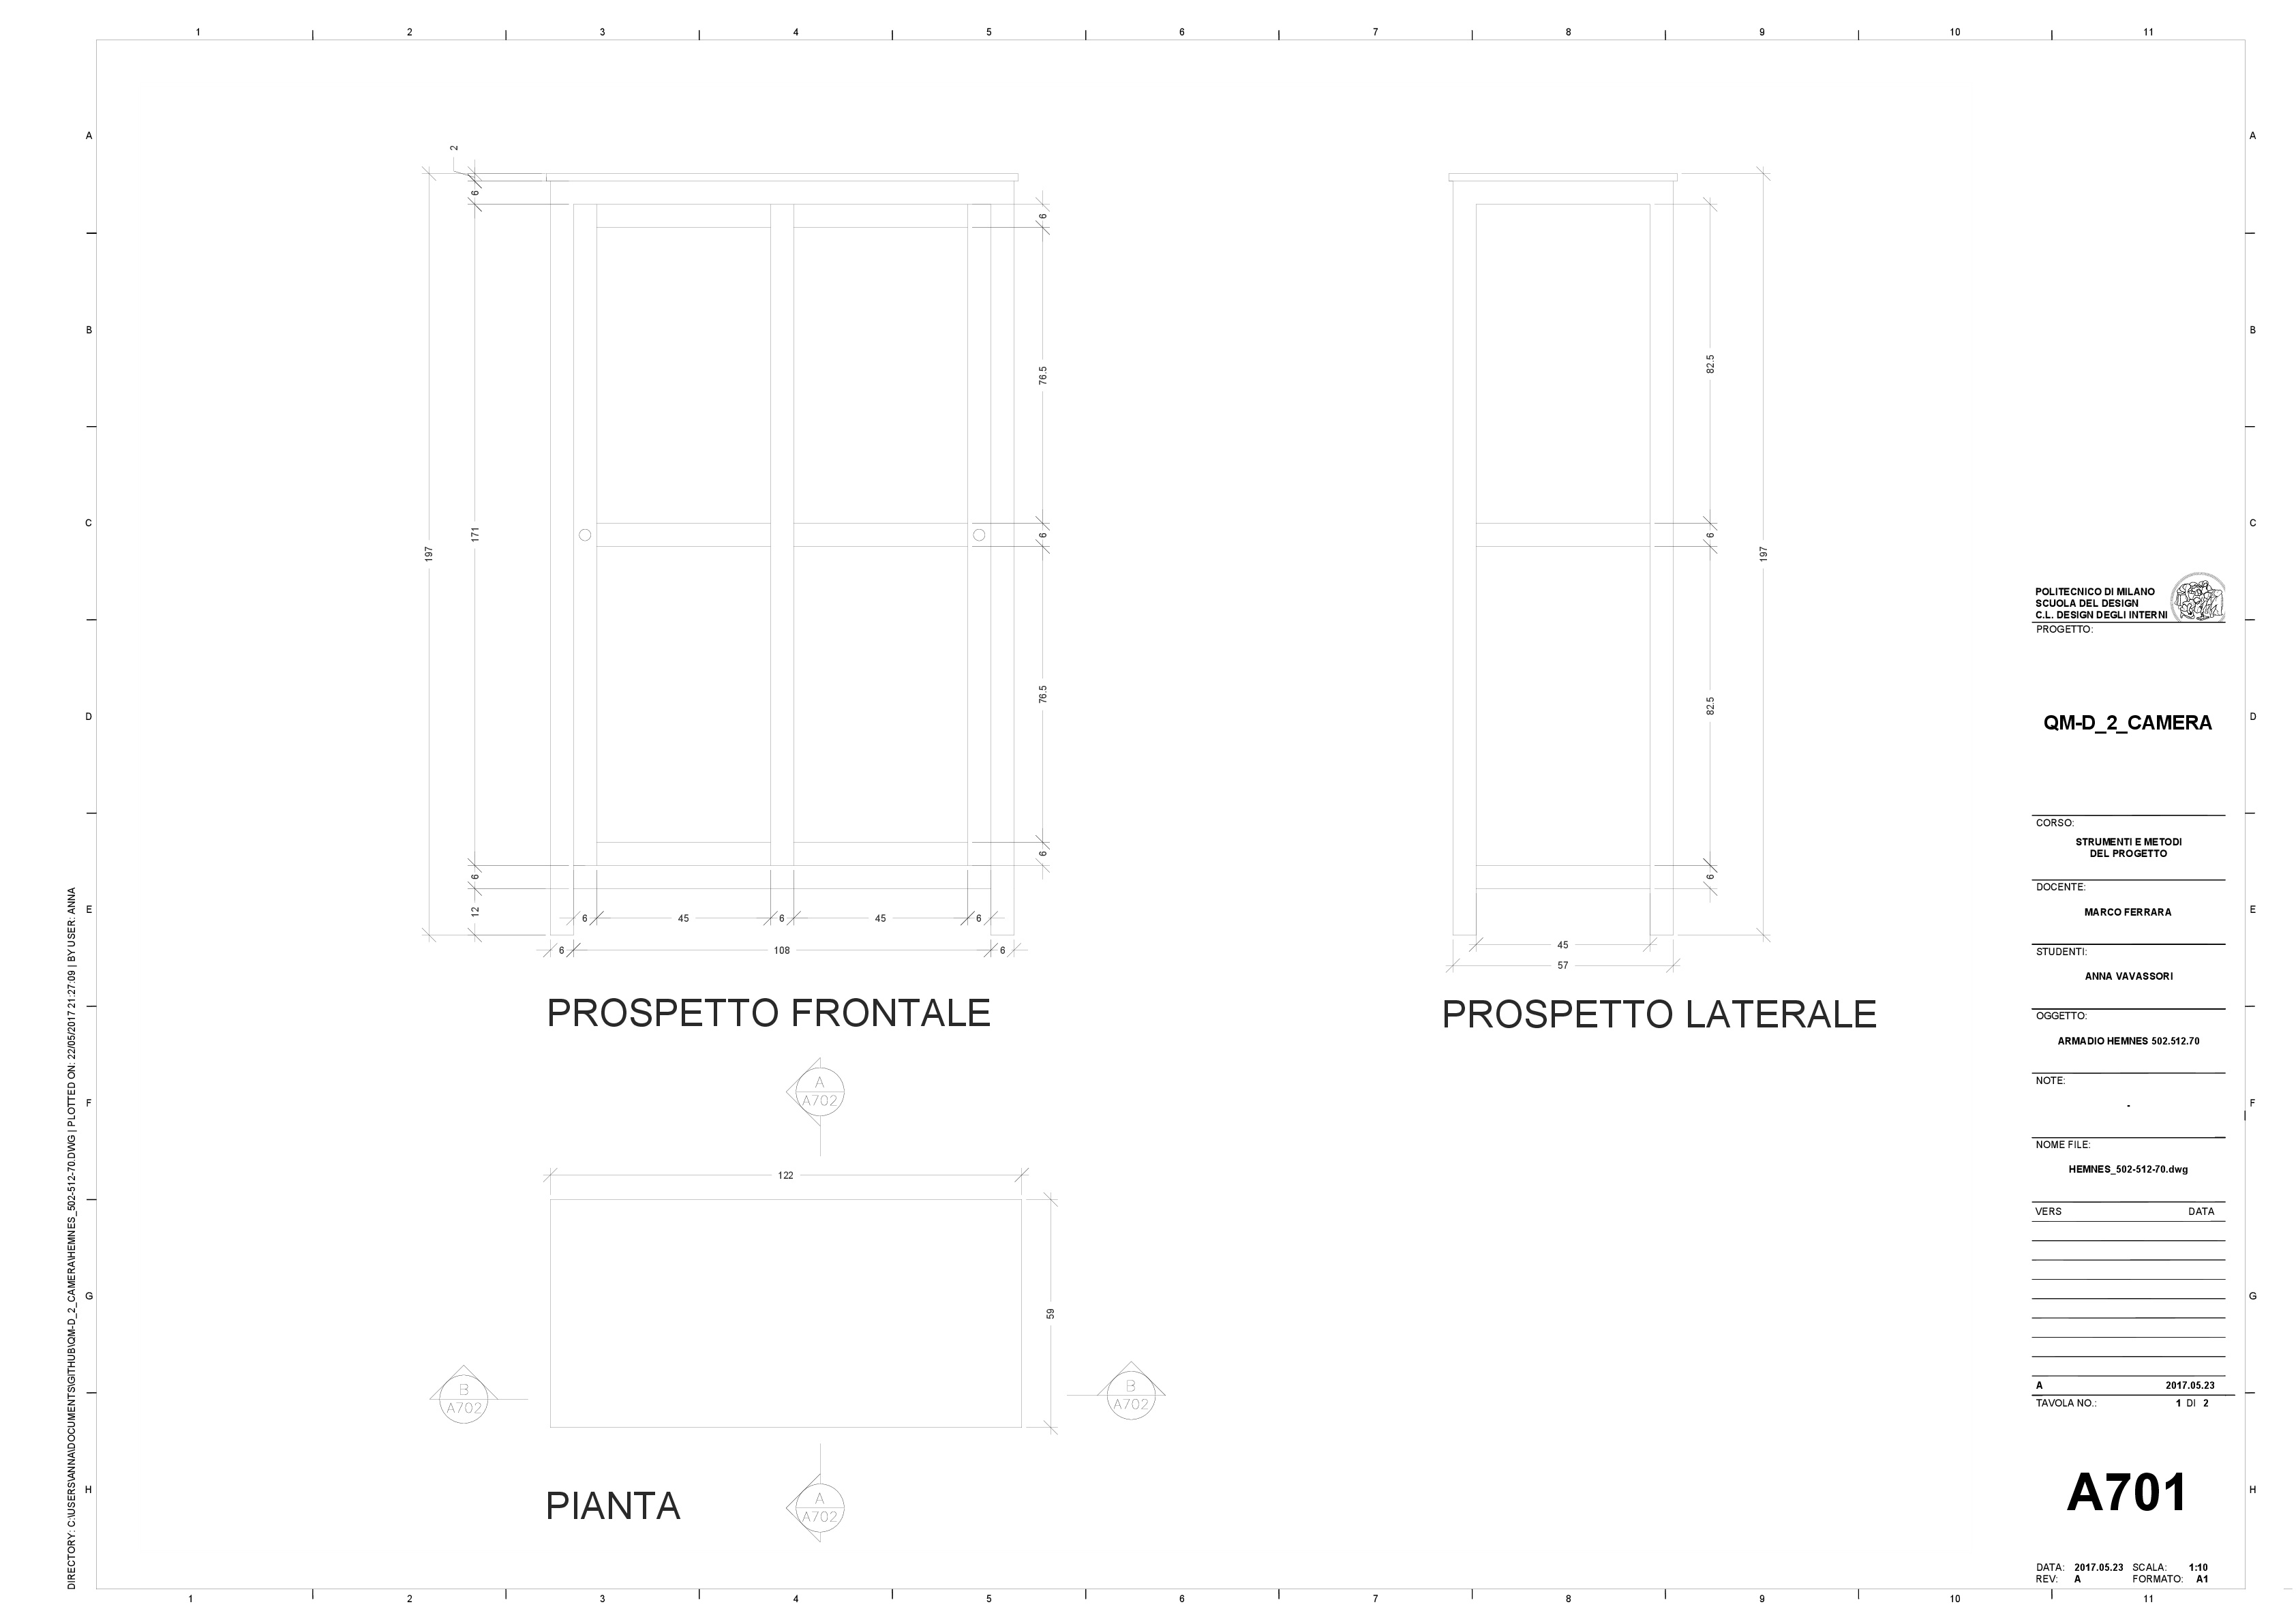 1 2 3 4 5 6 7 8 9 10 11
A A
B B
C C
D D
E E
F F
G G
H H
2
6
171
197
6
12
6
76.5
6
76.5
6
6 45 6 45 6
6 108 6
PROSPETTO FRONTALE
82.5
6
82.5
6
197
45
57
PROSPETTO LATERALE
A
A702
122
59
B
A702
B
A702
PIANTA
A
A702
POLITECNICO DI MILANO
SCUOLA DEL DESIGN
C.L. DESIGN DEGLI INTERNI
PROGETTO:
QM-D_2_CAMERA
CORSO:
STRUMENTI E METODI
DEL PROGETTO
DOCENTE:
MARCO FERRARA
STUDENTI:
ANNA VAVASSORI
OGGETTO:
ARMADIO HEMNES 502.512.70
NOTE:
-
NOME FILE:
HEMNES_502-512-70.dwg
VERS DATA
A 2017.05.23
TAVOLA NO.: 1 DI 2
A701
DATA: 2017.05.23 SCALA: 1:10
REV: A FORMATO: A1
DIRECTORY: C:\USERS\ANNA\DOCUMENTS\GITHUB\QM-D_2_CAMERA\HEMNES_502-512-70.DWG | PLOTTED ON: 22/05/2017 21:27:09 | BY USER: ANNA
1 2 3 4 5 6 7 8 9 10 11